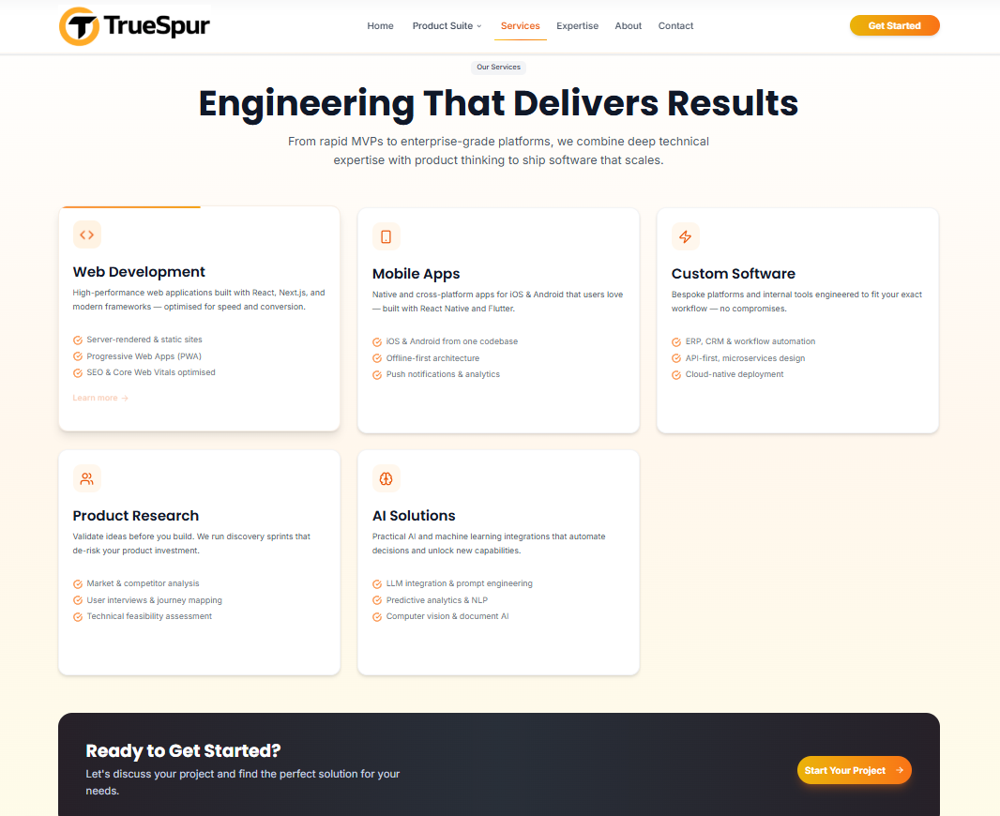 TrueSpur
Home Product Suite Services Expertise About Contact
Get Started
Our Services
Engineering That Delivers Results
From rapid MVPs to enterprise-grade platforms, we combine deep technical
expertise with product thinking to ship software that scales.
Web Development
High-performance web applications built with React, Next.js, and
modern frameworks — optimised for speed and conversion.
Server-rendered & static sites
Progressive Web Apps (PWA)
SEO & Core Web Vitals optimised
Learn more →
Mobile Apps
Native and cross-platform apps for iOS & Android that users love
— built with React Native and Flutter.
iOS & Android from one codebase
Offline-first architecture
Push notifications & analytics
Custom Software
Bespoke platforms and internal tools engineered to fit your exact
workflow — no compromises.
ERP, CRM & workflow automation
API-first, microservices design
Cloud-native deployment
Product Research
Validate ideas before you build. We run discovery sprints that
de-risk your product investment.
Market & competitor analysis
User interviews & journey mapping
Technical feasibility assessment
AI Solutions
Practical AI and machine learning integrations that automate
decisions and unlock new capabilities.
LLM integration & prompt engineering
Predictive analytics & NLP
Computer vision & document AI
Ready to Get Started?
Let's discuss your project and find the perfect solution for your
needs.
Start Your Project →